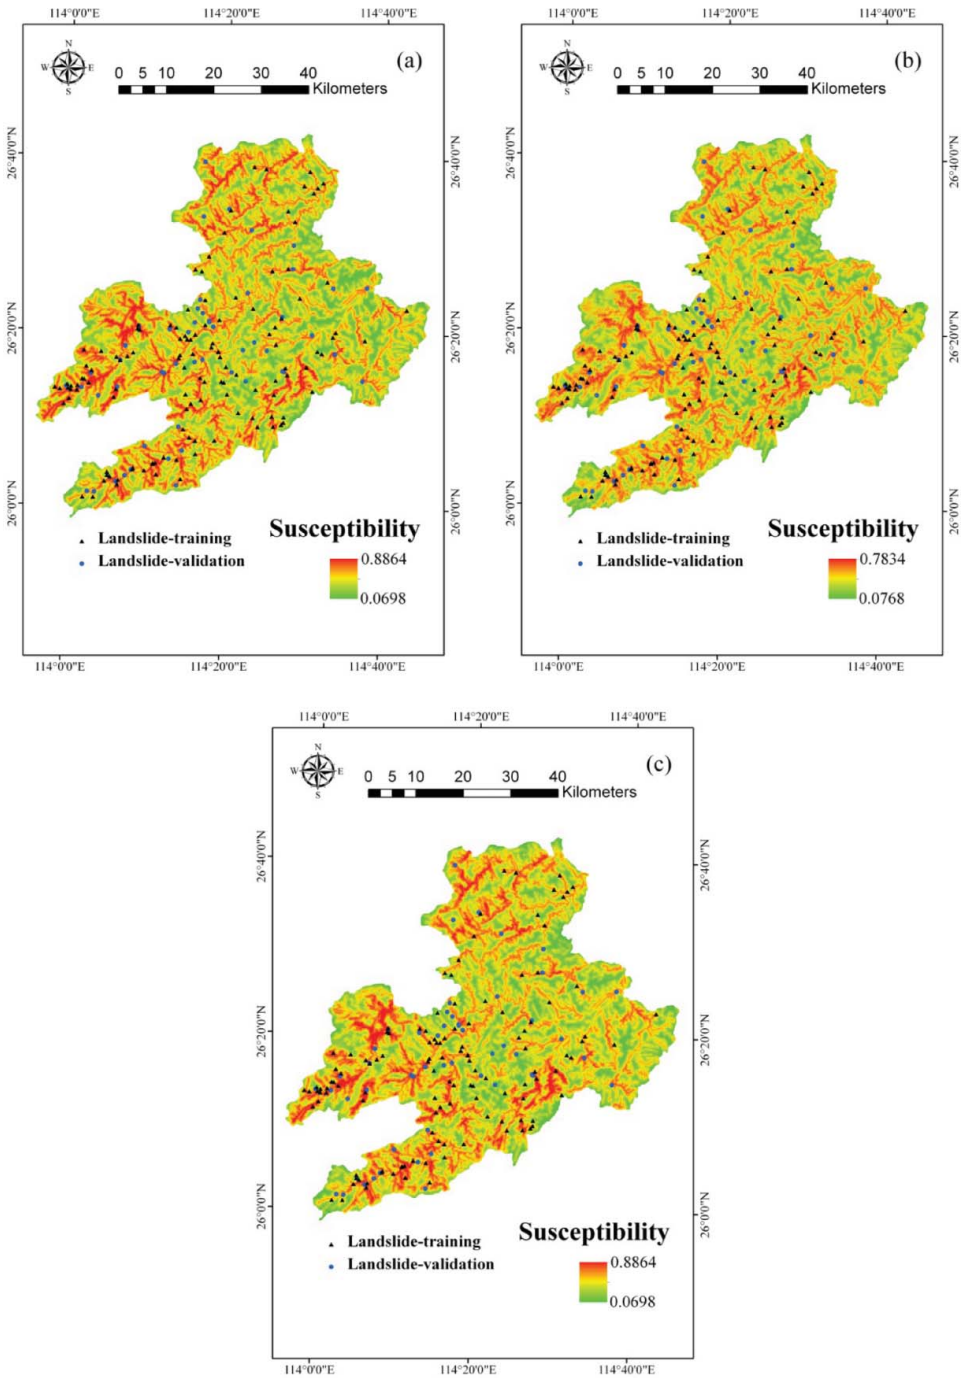 114°0'0"E 114°20'0"E 114°40'0"E
N
W E
S
(a)
0 5 10 20 30 40
Kilometers
26°40'0"N 26°40'0"N
26°20'0"N 26°20'0"N
26°0'0"N 26°0'0"N
Landslide-training
Landslide-validation
Susceptibility
0.8864
0.0698
114°0'0"E 114°20'0"E 114°40'0"E
114°0'0"E 114°20'0"E 114°40'0"E
N
W E
S
(b)
0 5 10 20 30 40
Kilometers
26°40'0"N 26°40'0"N
26°20'0"N 26°20'0"N
26°0'0"N 26°0'0"N
Landslide-training
Landslide-validation
Susceptibility
0.7834
0.0768
114°0'0"E 114°20'0"E 114°40'0"E
114°0'0"E 114°20'0"E 114°40'0"E
N
W E
S
(c)
0 5 10 20 30 40
Kilometers
26°40'0"N 26°40'0"N
26°20'0"N 26°20'0"N
26°0'0"N 26°0'0"N
Landslide-training
Landslide-validation
Susceptibility
0.8864
0.0698
114°0'0"E 114°20'0"E 114°40'0"E